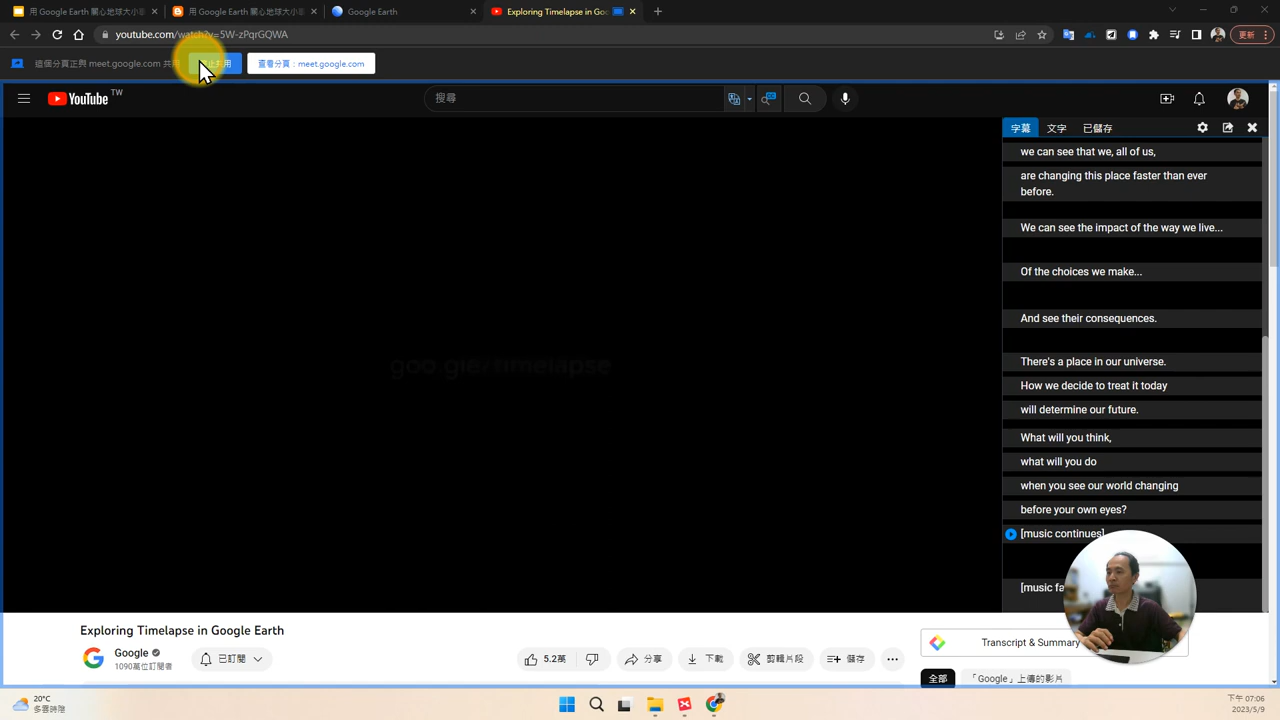 用 Google Earth 關心地球大小事
用 Google Earth 關心地球大小事
Google Earth
Exploring Timelapse in Goo
youtube.com/watch?v=5W-zPqrGQWA
更新
這個分頁正與 meet.google.com 共用
停止共用
查看分頁：meet.google.com
YouTube TW
搜尋
字幕
文字
已儲存
we can see that we, all of us,
are changing this place faster than ever
before.
We can see the impact of the way we live...
Of the choices we make...
And see their consequences.
There's a place in our universe.
How we decide to treat it today
will determine our future.
What will you think,
what will you do
when you see our world changing
before your own eyes?
[music continues]
[music fa
goo.gle/timelapse
Exploring Timelapse in Google Earth
Google
1090萬位訂閱者
已訂閱
5.2萬
分享
下載
剪輯片段
儲存
Transcript & Summary
全部
「Google」上傳的影片
20°C
多雲時陰
下午 07:06
2023/5/9